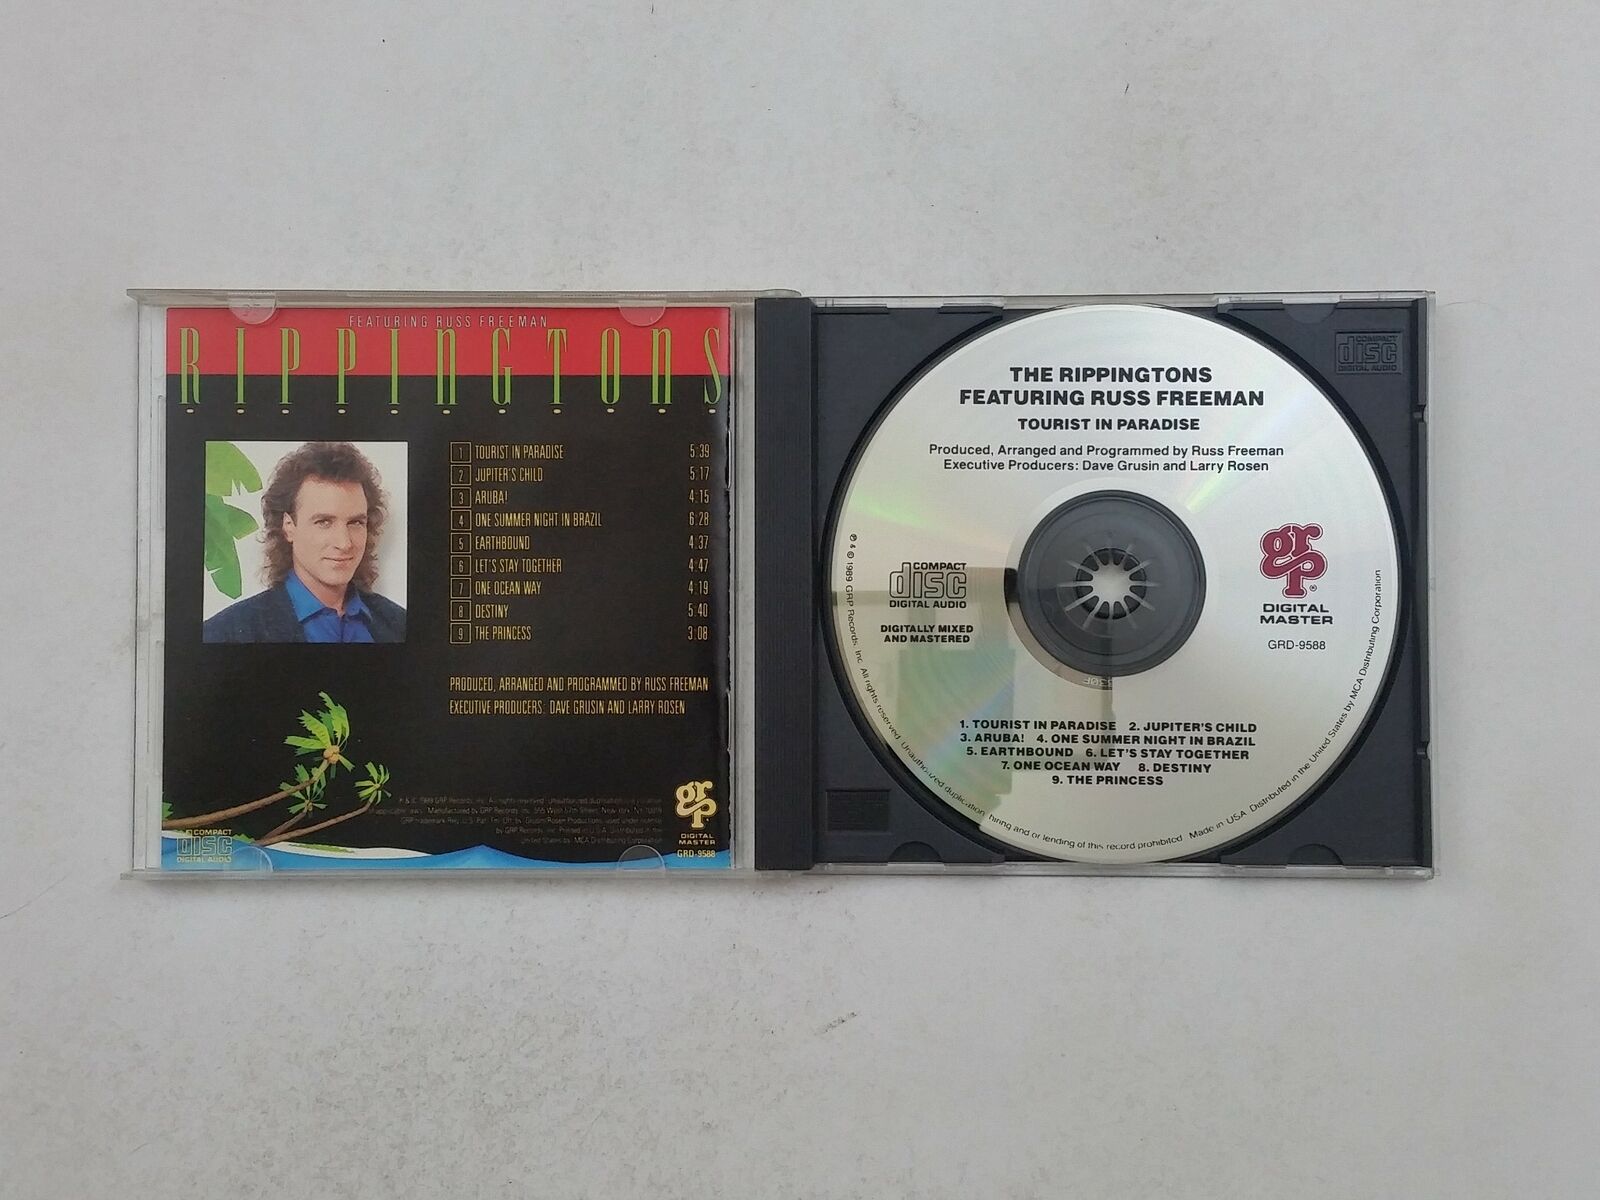 FEATURING RUSS FREEMAN
RIPPINGTONS
1 TOURIST IN PARADISE 5:39
2 JUPITER'S CHILD 5:17
3 ARUBA! 4:15
4 ONE SUMMER NIGHT IN BRAZIL 6:28
5 EARTHBOUND 4:37
6 LET'S STAY TOGETHER 4:47
7 ONE OCEAN WAY 4:19
8 DESTINY 5:40
9 THE PRINCESS 3:08
PRODUCED, ARRANGED AND PROGRAMMED BY RUSS FREEMAN
EXECUTIVE PRODUCERS: DAVE GRUSIN AND LARRY ROSEN
COMPACT
disc
DIGITAL AUDIO
grp
DIGITAL
MASTER
GRD-9588
COMPACT
disc
DIGITAL AUDIO
THE RIPPINGTONS
FEATURING RUSS FREEMAN
TOURIST IN PARADISE
Produced, Arranged and Programmed by Russ Freeman
Executive Producers: Dave Grusin and Larry Rosen
COMPACT
disc
DIGITAL AUDIO
DIGITALLY MIXED
AND MASTERED
grp ®
DIGITAL
MASTER
GRD-9588
1. TOURIST IN PARADISE 2. JUPITER'S CHILD
3. ARUBA! 4. ONE SUMMER NIGHT IN BRAZIL
5. EARTHBOUND 6. LET'S STAY TOGETHER
7. ONE OCEAN WAY 8. DESTINY
9. THE PRINCESS
℗ & © 1989 GRP Records, Inc. All rights reserved. Unauthorized duplication, hiring and or lending of this record prohibited. Made in USA. Distributed in the United States by MCA Distributing Corporation